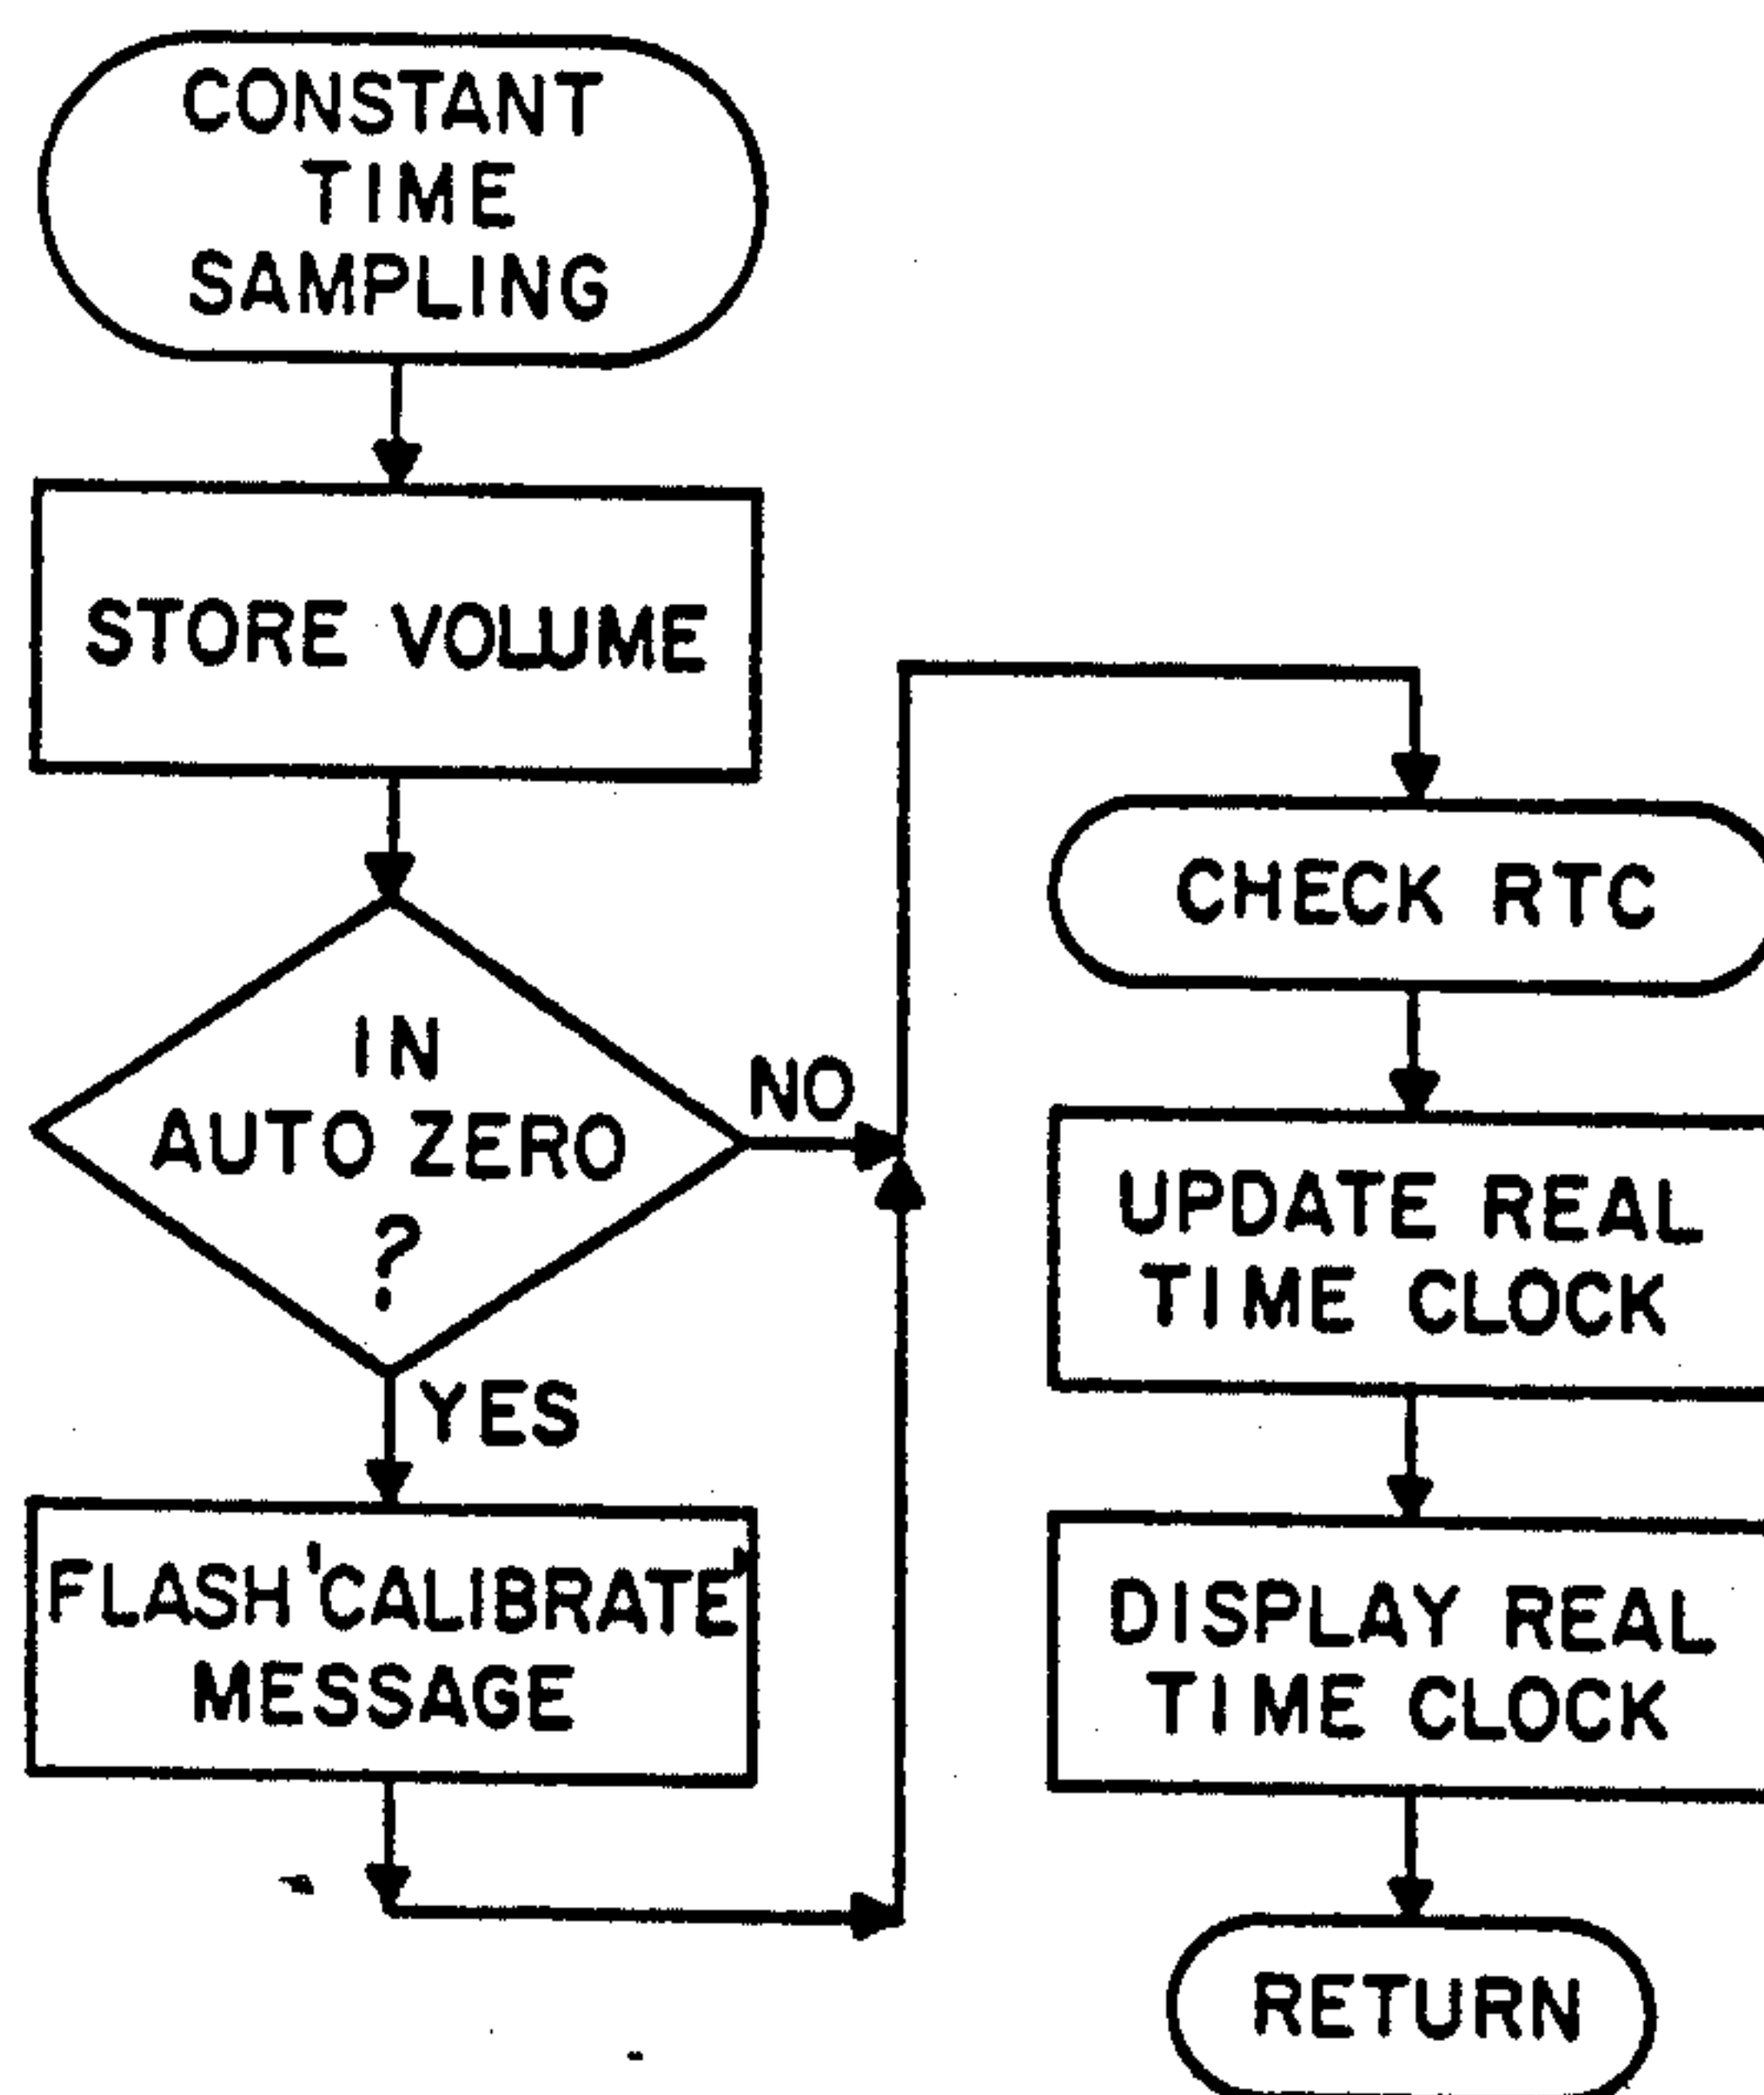 CONSTANT
TIME
SAMPLING
STORE VOLUME
IN
AUTO ZERO
?
NO
YES
FLASH 'CALIBRATE'
MESSAGE
CHECK RTC
UPDATE REAL
TIME CLOCK
DISPLAY REAL
TIME CLOCK
RETURN